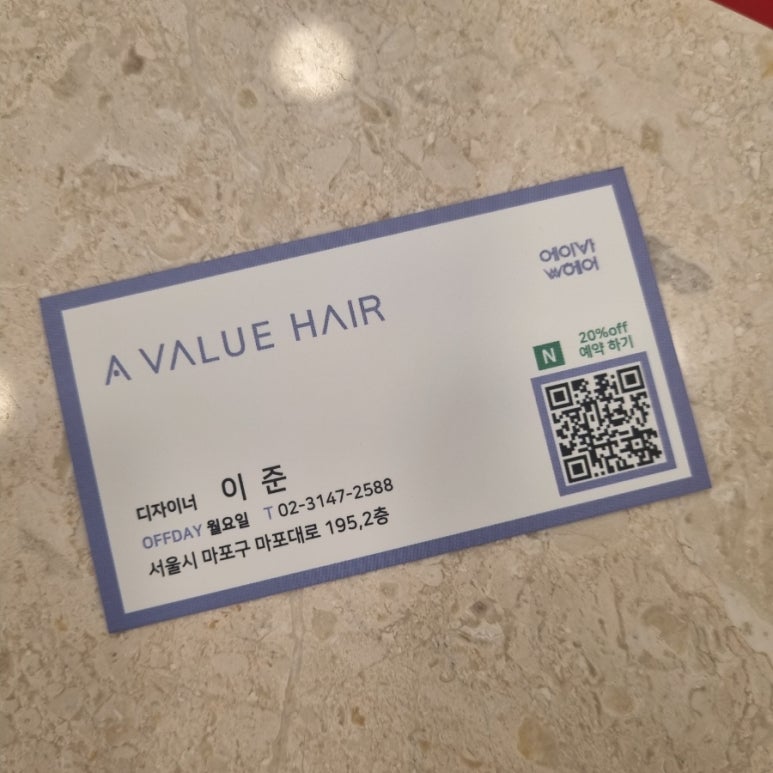 A VALUE HAIR
에이바
N
20%off
예약 하기
디자이너 이 준
OFFDAY 월요일 T 02-3147-2588
서울시 마포구 마포대로 195,2층